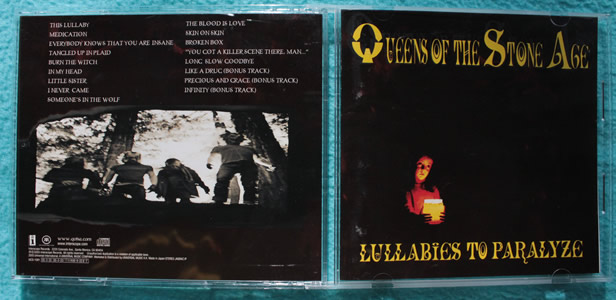 THIS LULLABY
MEDICATION
EVERYBODY KNOWS THAT YOU ARE INSANE
TANGLED UP IN PLAID
BURN THE WITCH
IN MY HEAD
LITTLE SISTER
I NEVER CAME
SOMEONE'S IN THE WOLF
THE BLOOD IS LOVE
SKIN ON SKIN
BROKEN BOX
"YOU GOT A KILLER SCENE THERE, MAN..."
LONG SLOW GOODBYE
LIKE A DRUG (BONUS TRACK)
PRECIOUS AND GRACE (BONUS TRACK)
INFINITY (BONUS TRACK)
www.qotsa.com
www.interscope.com
QUEENS OF THE STONE AGE
LULLABIES TO PARALYZE